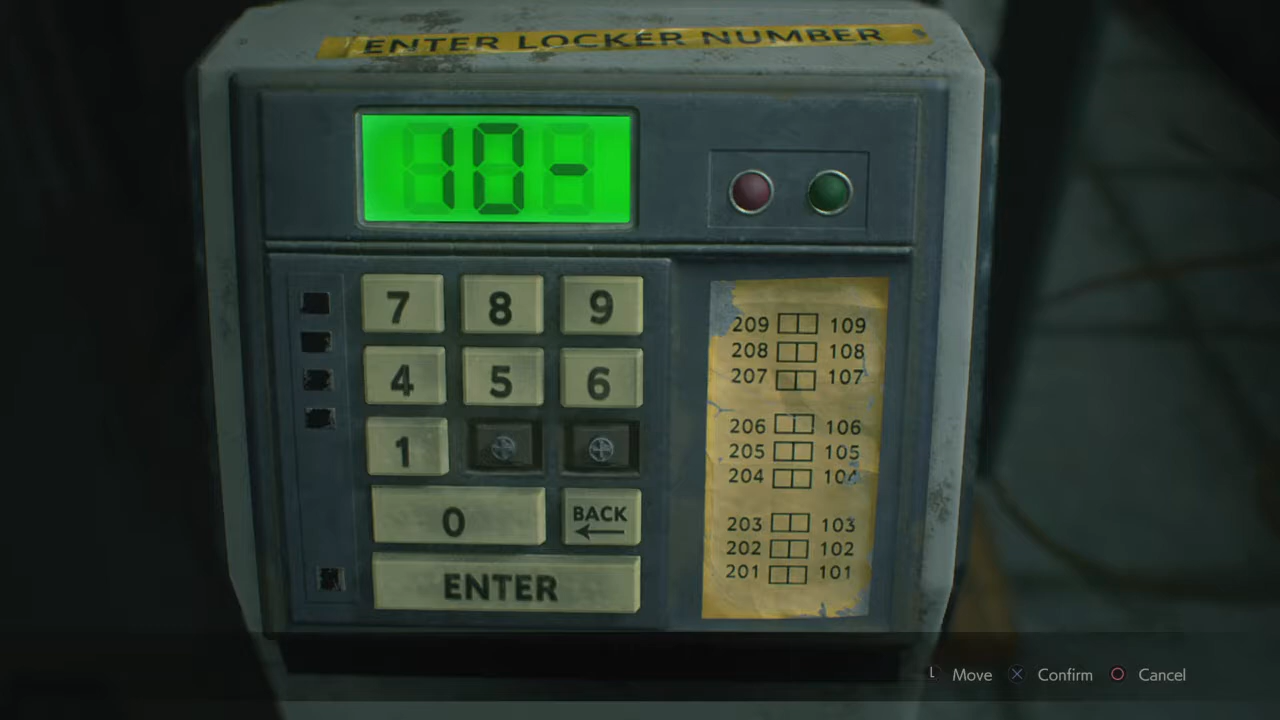 ENTER LOCKER NUMBER
10-
7 8 9
4 5 6
1
0 BACK
ENTER
209 109
208 108
207 107
206 106
205 105
204 104
203 103
202 102
201 101
L Move Confirm Cancel